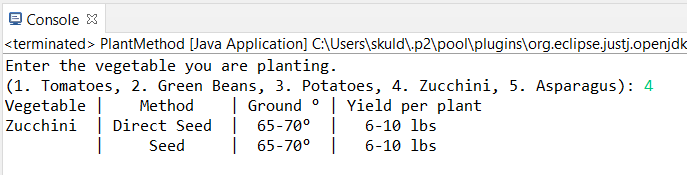 Console
<terminated> PlantMethod [Java Application] C:\Users\skuld\.p2\pool\plugins\org.eclipse.justj.openjdk
Enter the vegetable you are planting.
(1. Tomatoes, 2. Green Beans, 3. Potatoes, 4. Zucchini, 5. Asparagus): 4
Vegetable |    Method    | Ground º | Yield per plant
Zucchini  | Direct Seed  |  65-70º  |   6-10 lbs
          |     Seed     |  65-70º  |   6-10 lbs